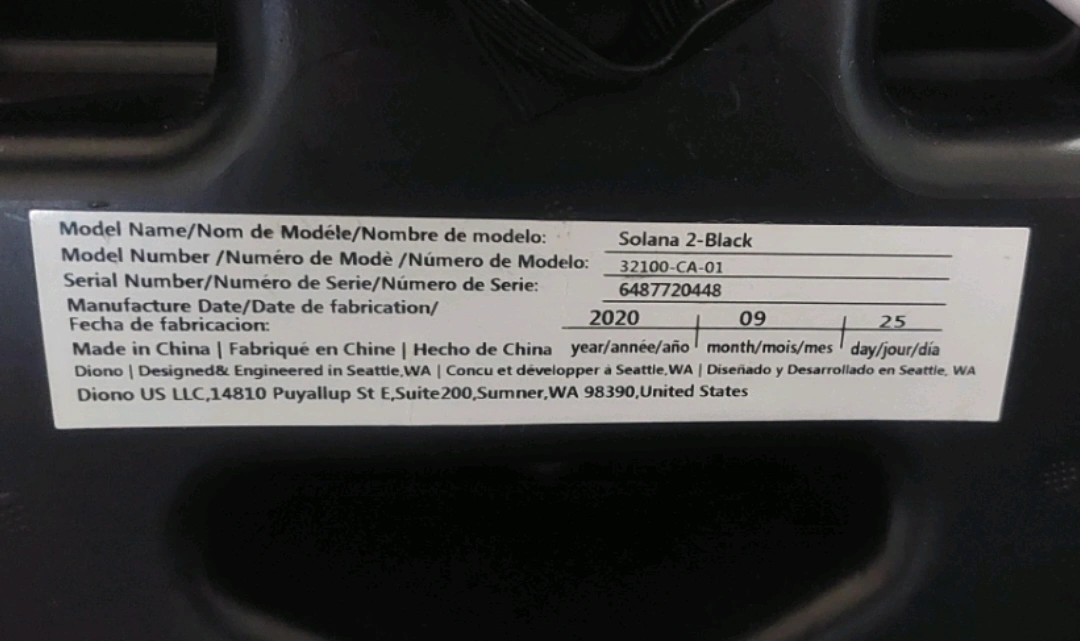 Model Name/Nom de Modéle/Nombre de modelo: Solana 2-Black
Model Number /Numéro de Modè /Número de Modelo: 32100-CA-01
Serial Number/Numéro de Serie/Número de Serie: 6487720448
Manufacture Date/Date de fabrication/
Fecha de fabricacion: 2020 | 09 | 25
Made in China | Fabriqué en Chine | Hecho de China year/année/año | month/mois/mes | day/jour/día
Diono | Designed& Engineered in Seattle,WA | Concu et développer à Seattle,WA | Diseñado y Desarrollado en Seattle, WA
Diono US LLC,14810 Puyallup St E,Suite200,Sumner,WA 98390,United States